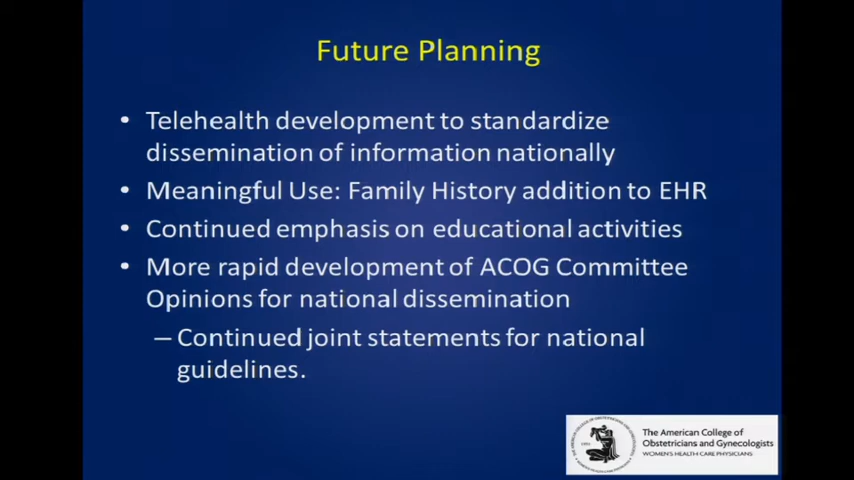 Future Planning
• Telehealth development to standardize
dissemination of information nationally
• Meaningful Use: Family History addition to EHR
• Continued emphasis on educational activities
• More rapid development of ACOG Committee
Opinions for national dissemination
– Continued joint statements for national
guidelines.
The American College of
Obstetricians and Gynecologists
WOMEN'S HEALTH CARE PHYSICIANS